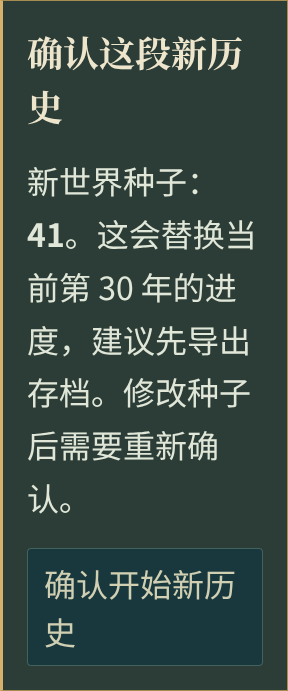 确认这段新历
史
新世界种子：
41。这会替换当
前第 30 年的进
度，建议先导出
存档。修改种子
后需要重新确
认。
确认开始新历
史